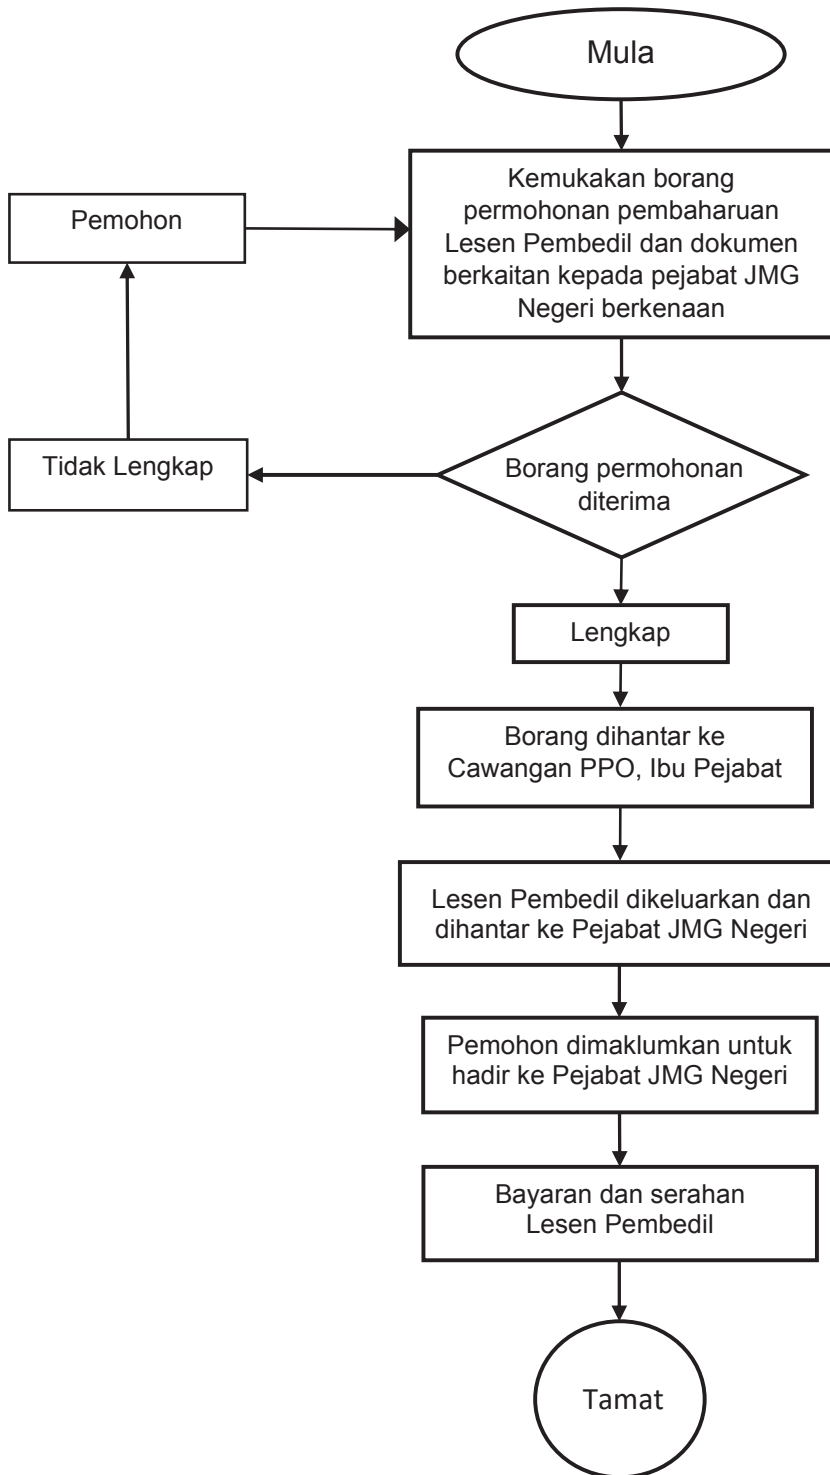 Mula
Kemukakan borang
permohonan pembaharuan
Lesen Pembedil dan dokumen
berkaitan kepada pejabat JMG
Negeri berkenaan
Pemohon
Borang permohonan
diterima
Tidak Lengkap
Lengkap
Borang dihantar ke
Cawangan PPO, Ibu Pejabat
Lesen Pembedil dikeluarkan dan
dihantar ke Pejabat JMG Negeri
Pemohon dimaklumkan untuk
hadir ke Pejabat JMG Negeri
Bayaran dan serahan
Lesen Pembedil
Tamat